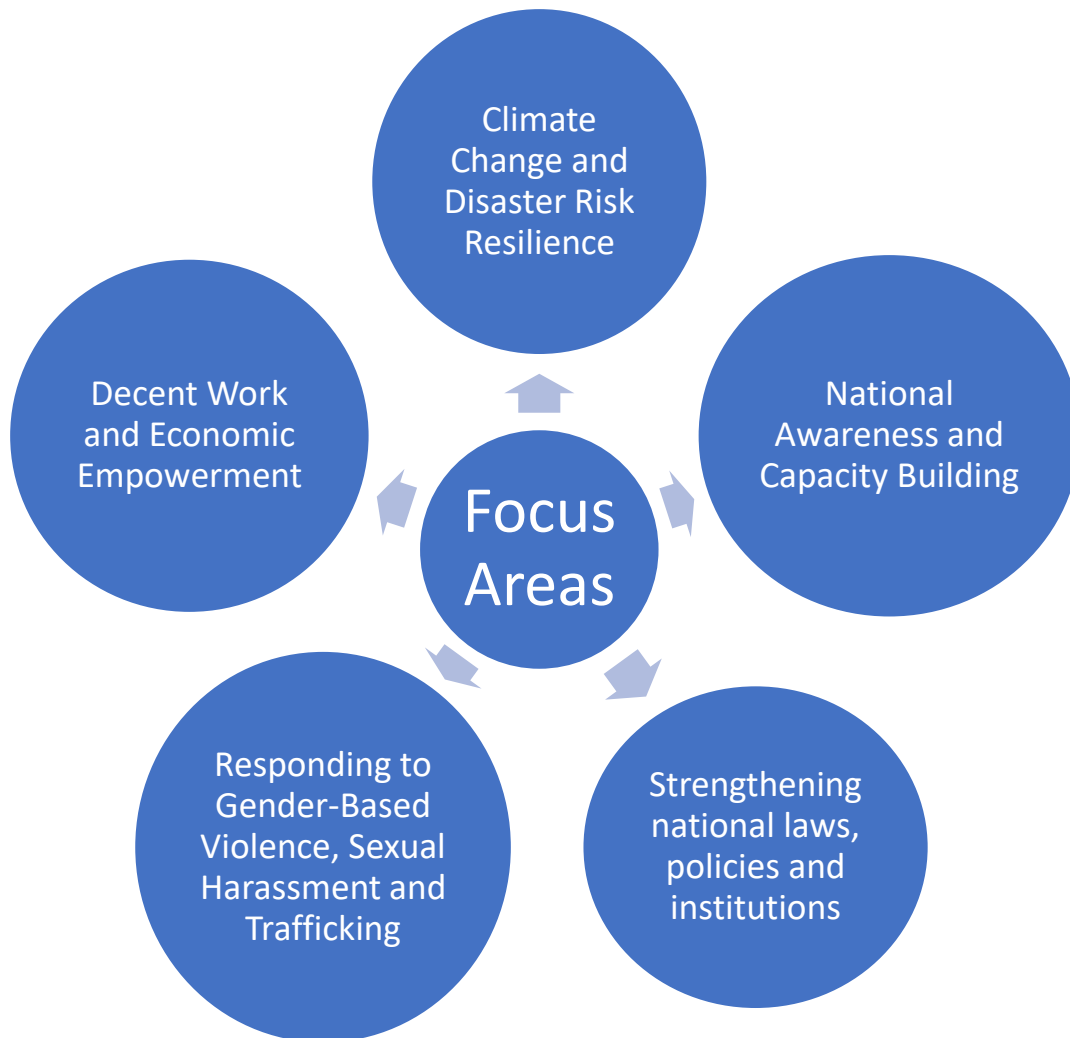 Climate
Change and
Disaster Risk
Resilience
Decent Work
and Economic
Empowerment
National
Awareness and
Capacity Building
Focus
Areas
Responding to
Gender-Based
Violence, Sexual
Harassment and
Trafficking
Strengthening
national laws,
policies and
institutions